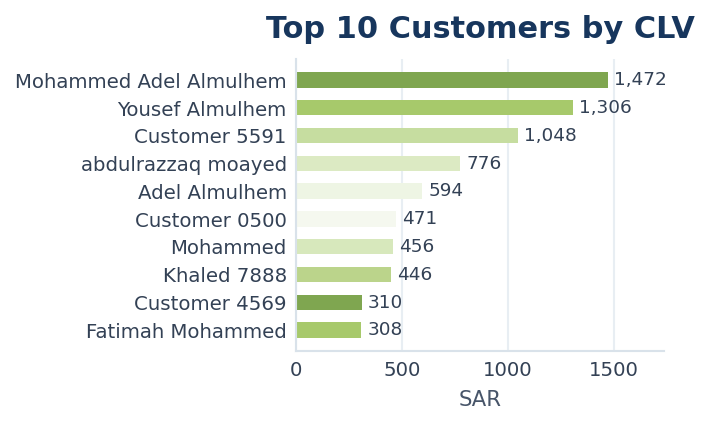 Top 10 Customers by CLV
Mohammed Adel Almulhem 1,472
Yousef Almulhem 1,306
Customer 5591 1,048
abdulrazzaq moayed 776
Adel Almulhem 594
Customer 0500 471
Mohammed 456
Khaled 7888 446
Customer 4569 310
Fatimah Mohammed 308
0 500 1000 1500
SAR